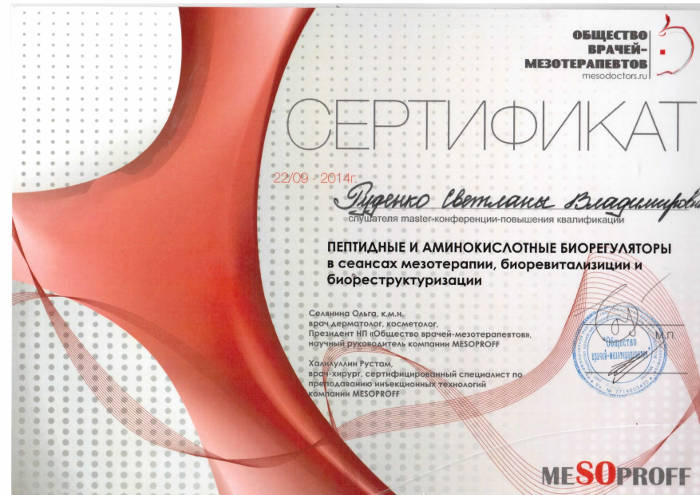 ОБЩЕСТВО
ВРАЧЕЙ-
МЕЗОТЕРАПЕВТОВ
mesodoctors.ru
СЕРТИФИКАТ
22/09 - 2014г.
Руденко Светланы Владимировн
слушателя master-конференции-повышения квалификации
ПЕПТИДНЫЕ И АМИНОКИСЛОТНЫЕ БИОРЕГУЛЯТОРЫ
в сеансах мезотерапии, биоревитализиции и
биореструктуризации
Селянина Ольга, к.м.н,
врач дерматолог, косметолог,
Президент НП «Общество врачей-мезотерапевтов»,
научный руководитель компании MESOPROFF
М.П.
Общество
врачей-мезотерапевтов
Халилуллин Рустам,
врач-хирург, сертифицированный специалист по
преподаванию инъекционных технологий
компании MESOPROFF
MESOPROFF